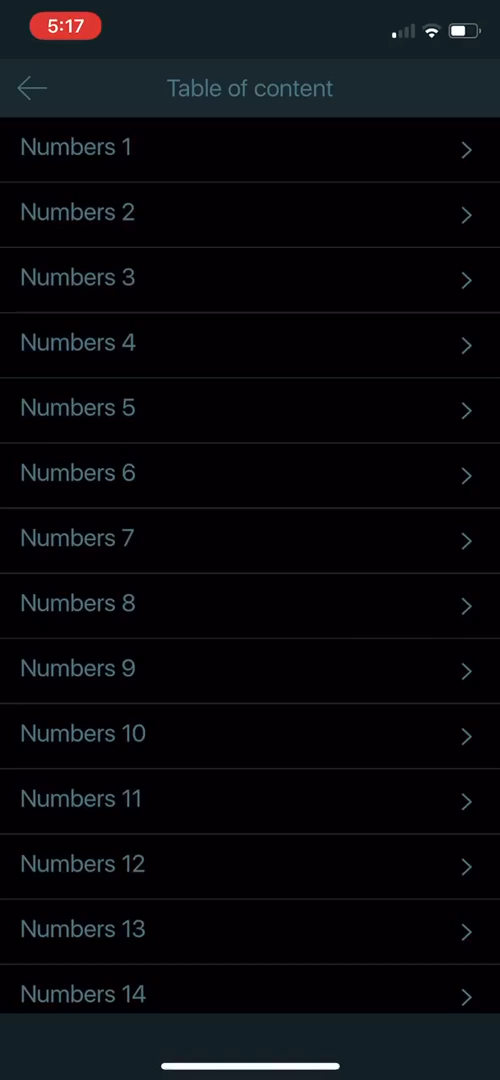 5:17
Table of content
Numbers 1
Numbers 2
Numbers 3
Numbers 4
Numbers 5
Numbers 6
Numbers 7
Numbers 8
Numbers 9
Numbers 10
Numbers 11
Numbers 12
Numbers 13
Numbers 14